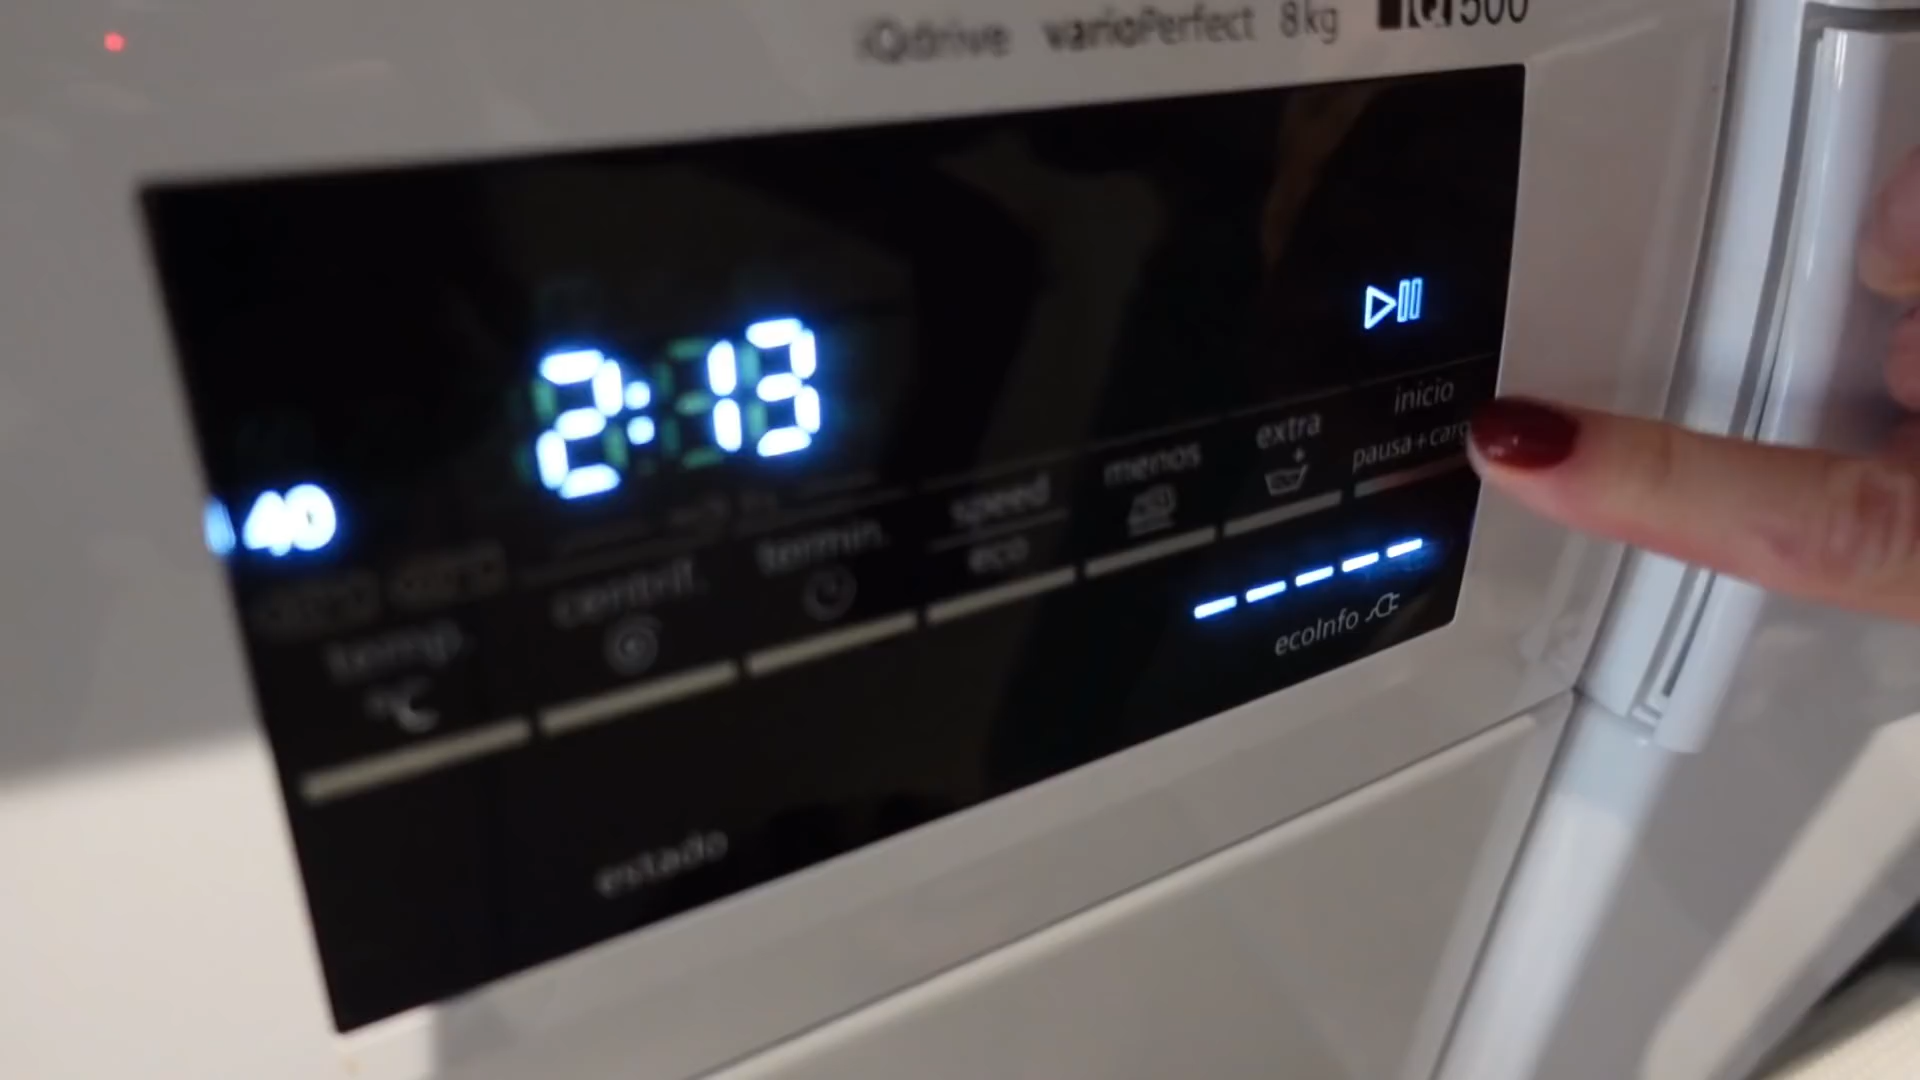 iQdrive varioPerfect 8kg iQ500
2:13
40
inicio
pausa+carg
extra
menos
speed
eco
termin.
centrif.
temp.
°C
ecoInfo
estado